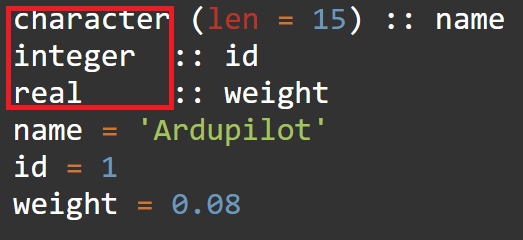 character (len = 15) :: name
integer  :: id
real     :: weight
name = 'Ardupilot'
id = 1
weight = 0.08